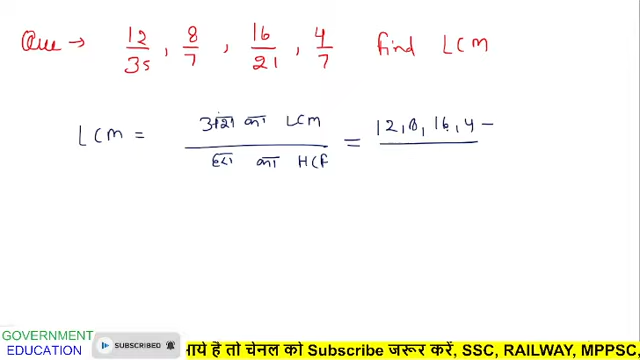 Que → 12/35, 8/7, 16/21, 4/7 find LCM
LCM = अंश का LCM / हर का HCF = 12, 8, 16, 4 –
GOVERNMENT
EDUCATION
SUBSCRIBED
नाये है तो चेनल को Subscribe जरूर करें, SSC, RAILWAY, MPPSC,